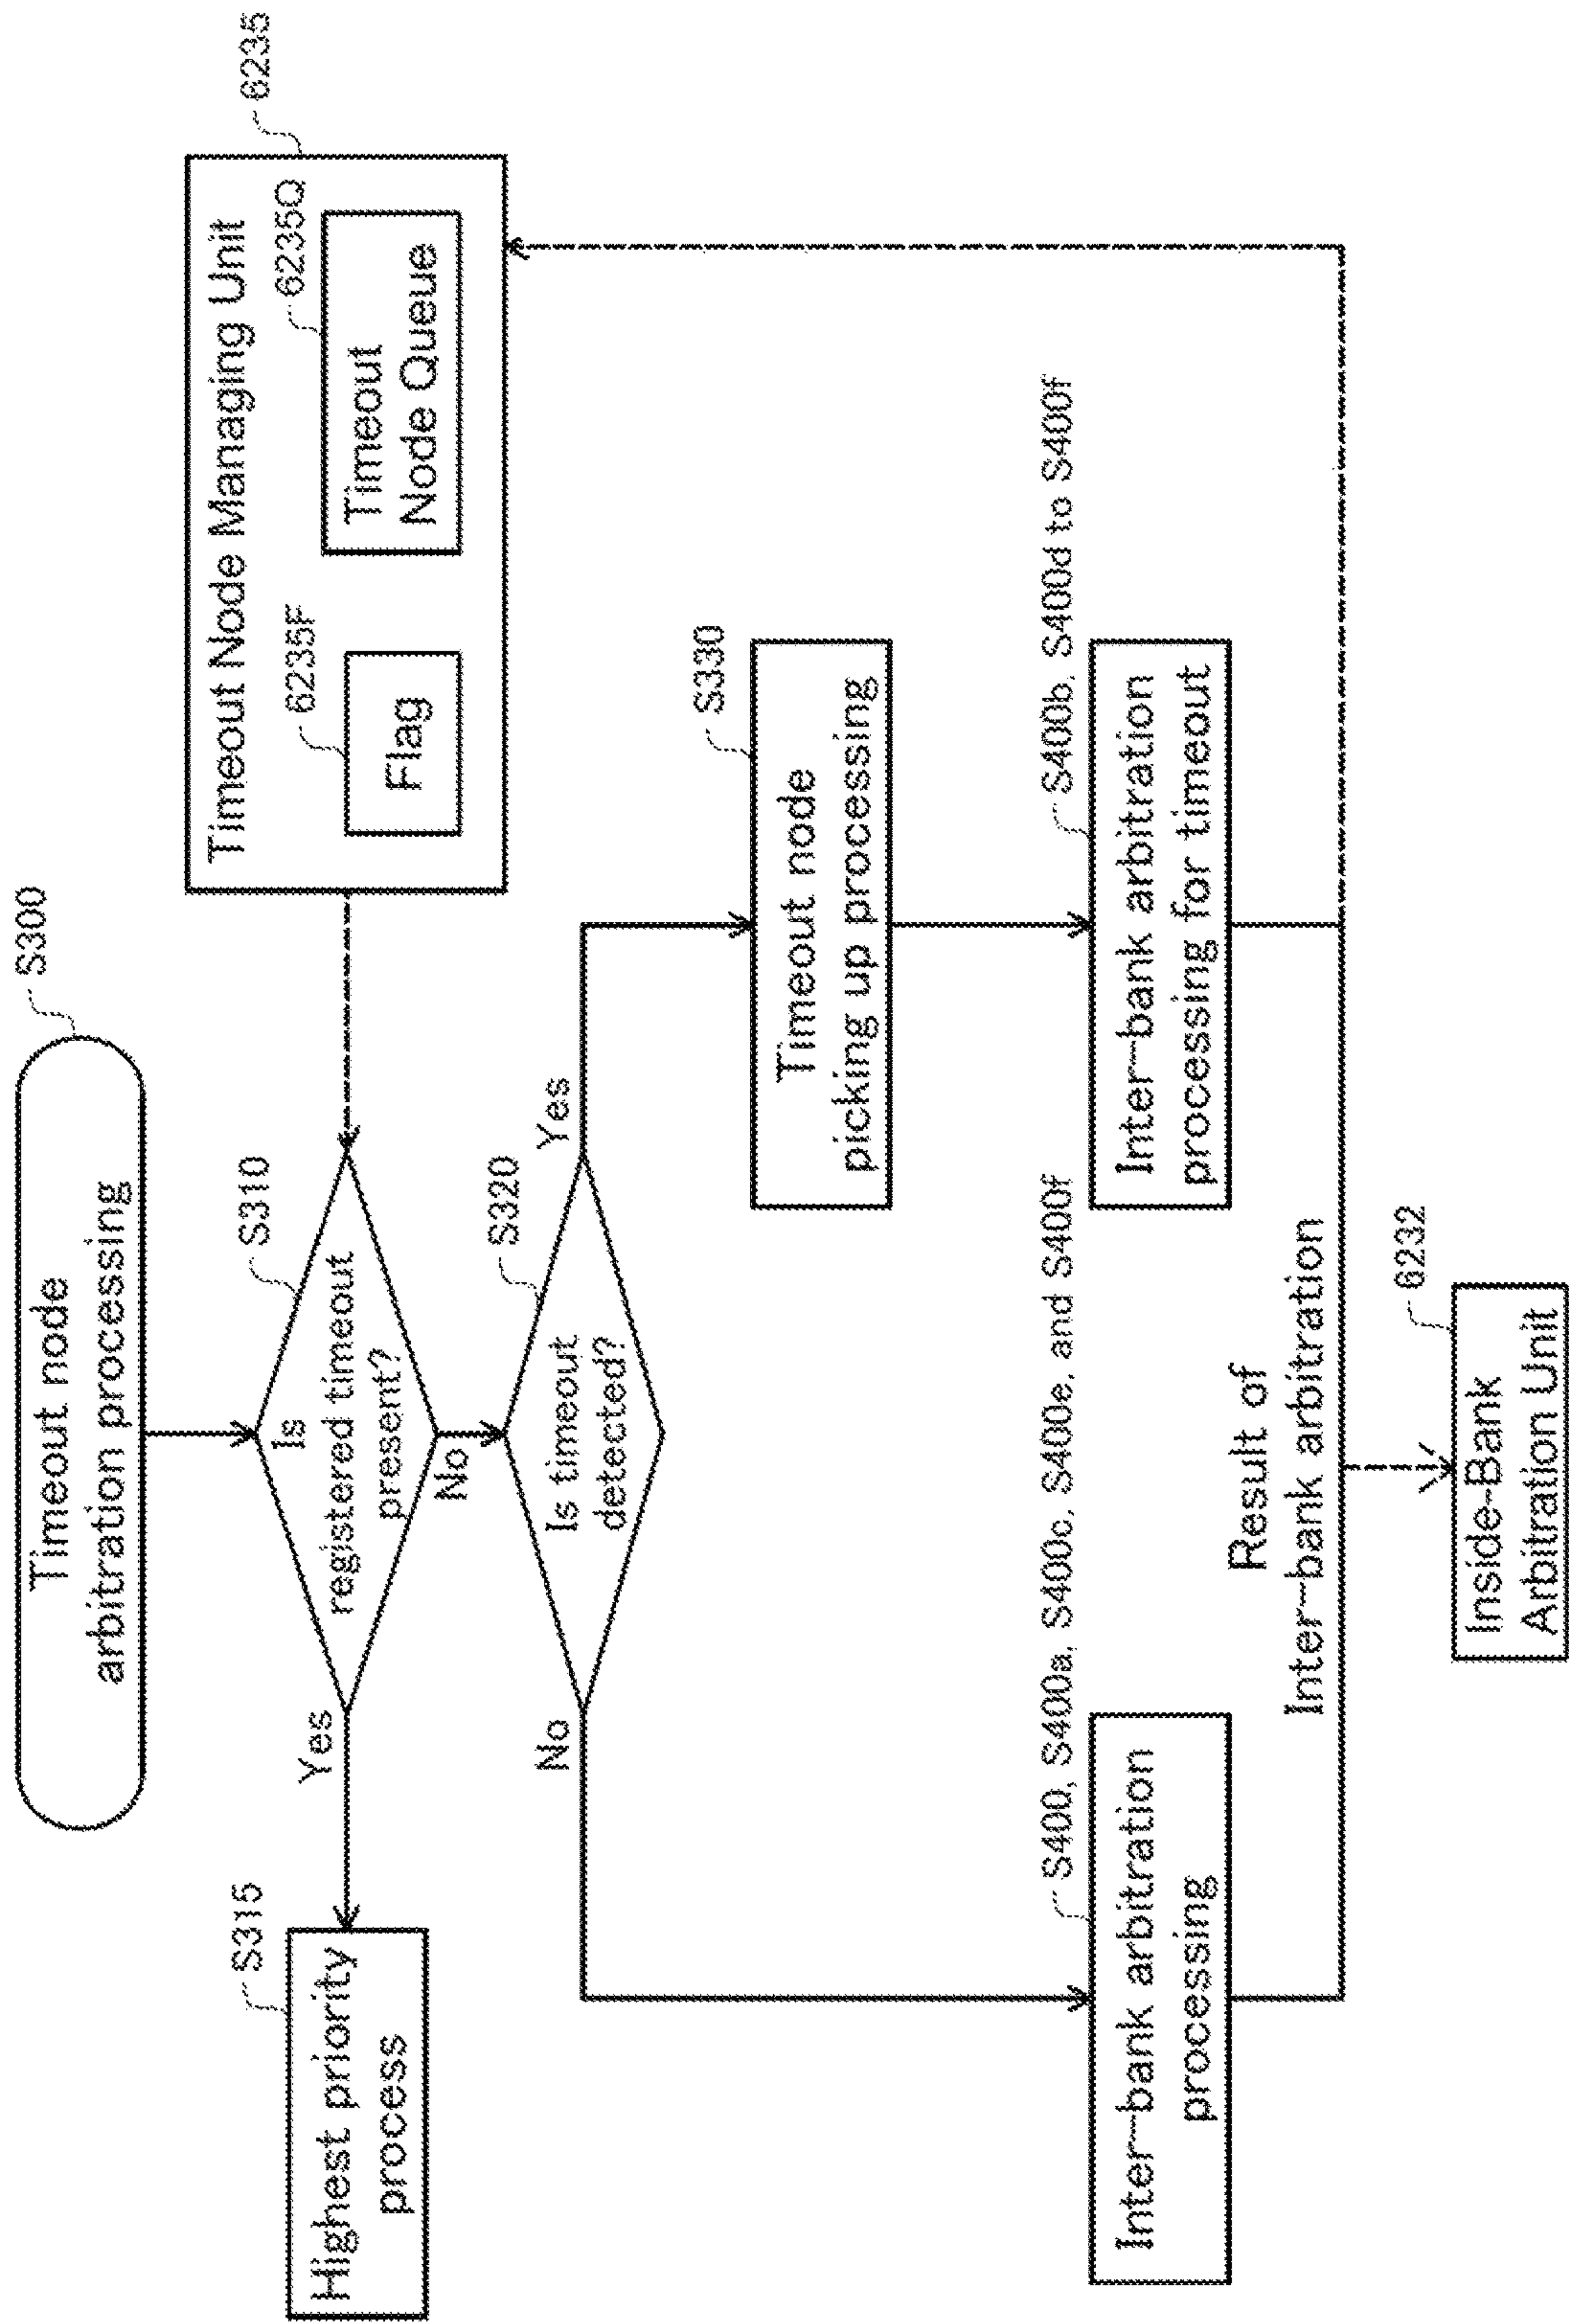 Timeout node
arbitration processing
S300
Is
registered timeout
present?
S310
Yes
No
Highest priority
process
S315
Timeout Node Managing Unit
6235
Flag
6235F
Timeout
Node Queue
6235Q
Is timeout
detected?
S320
No
Yes
Timeout node
picking up processing
S330
Inter-bank arbitration
processing
S400, S400a, S400c, S400e, and S400f
Inter-bank arbitration
processing for timeout
S400b, S400d to S400f
Result of
Inter-bank arbitration
Inside-Bank
Arbitration Unit
6232